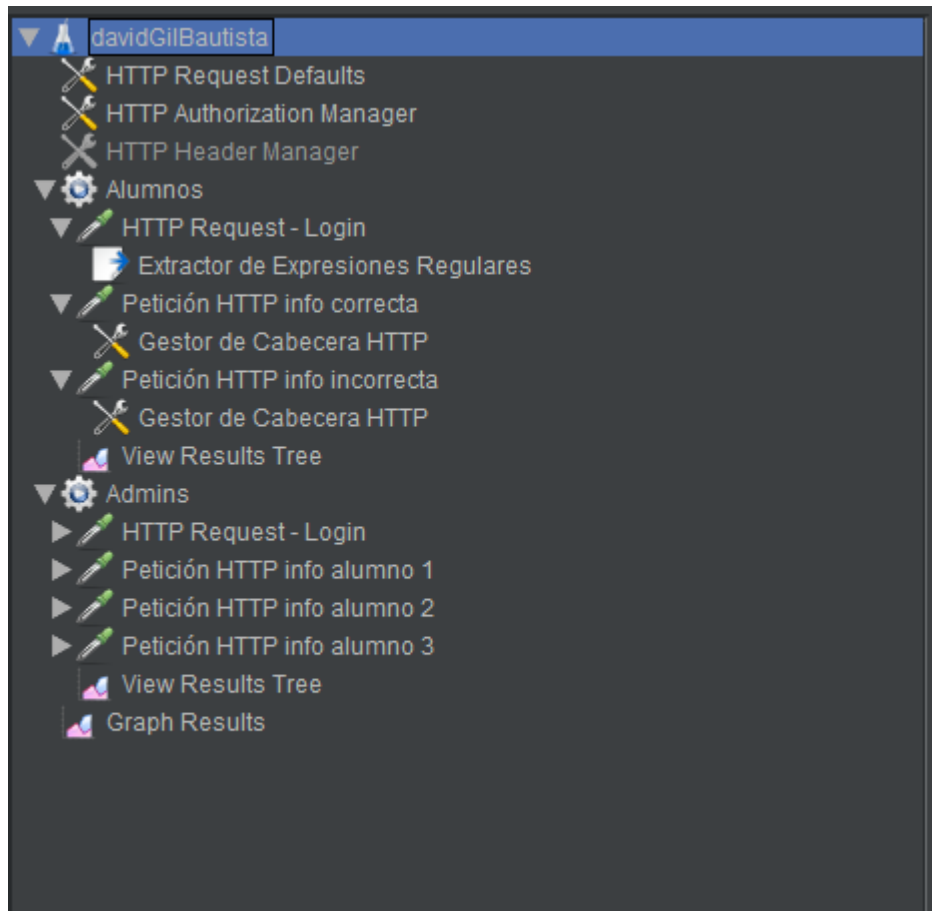 davidGilBautista
HTTP Request Defaults
HTTP Authorization Manager
HTTP Header Manager
Alumnos
HTTP Request - Login
Extractor de Expresiones Regulares
Petición HTTP info correcta
Gestor de Cabecera HTTP
Petición HTTP info incorrecta
Gestor de Cabecera HTTP
View Results Tree
Admins
HTTP Request - Login
Petición HTTP info alumno 1
Petición HTTP info alumno 2
Petición HTTP info alumno 3
View Results Tree
Graph Results